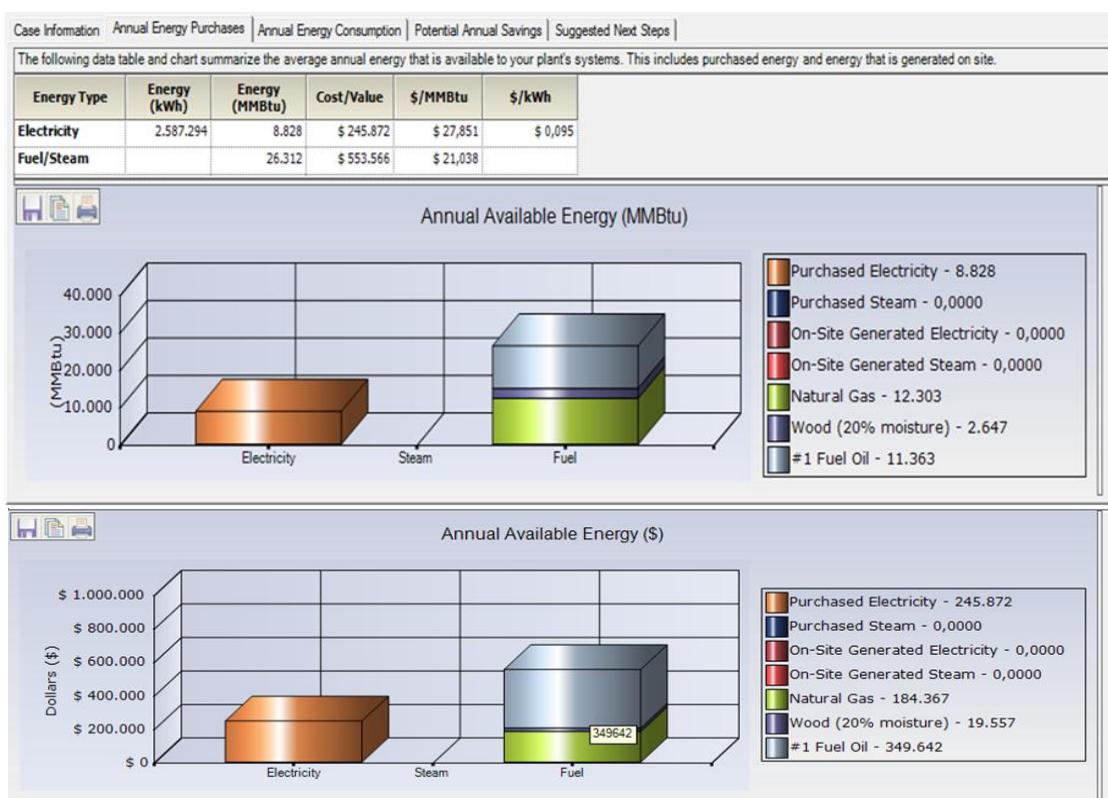 Case Information Annual Energy Purchases Annual Energy Consumption Potential Annual Savings Suggested Next Steps
The following data table and chart summarize the average annual energy that is available to your plant's systems. This includes purchased energy and energy that is generated on site.
Energy Type Energy (kWh) Energy (MMBtu) Cost/Value $/MMBtu $/kWh
Electricity 2.587.294 8.828 $ 245.872 $ 27,851 $ 0,095
Fuel/Steam 26.312 $ 553.566 $ 21,038
Annual Available Energy (MMBtu)
(MMBtu)
40.000
30.000
20.000
10.000
0
Electricity Steam Fuel
Purchased Electricity - 8.828
Purchased Steam - 0,0000
On-Site Generated Electricity - 0,0000
On-Site Generated Steam - 0,0000
Natural Gas - 12.303
Wood (20% moisture) - 2.647
#1 Fuel Oil - 11.363
Annual Available Energy ($)
Dollars ($)
$ 1.000.000
$ 800.000
$ 600.000
$ 400.000
$ 200.000
$ 0
349642
Electricity Steam Fuel
Purchased Electricity - 245.872
Purchased Steam - 0,0000
On-Site Generated Electricity - 0,0000
On-Site Generated Steam - 0,0000
Natural Gas - 184.367
Wood (20% moisture) - 19.557
#1 Fuel Oil - 349.642